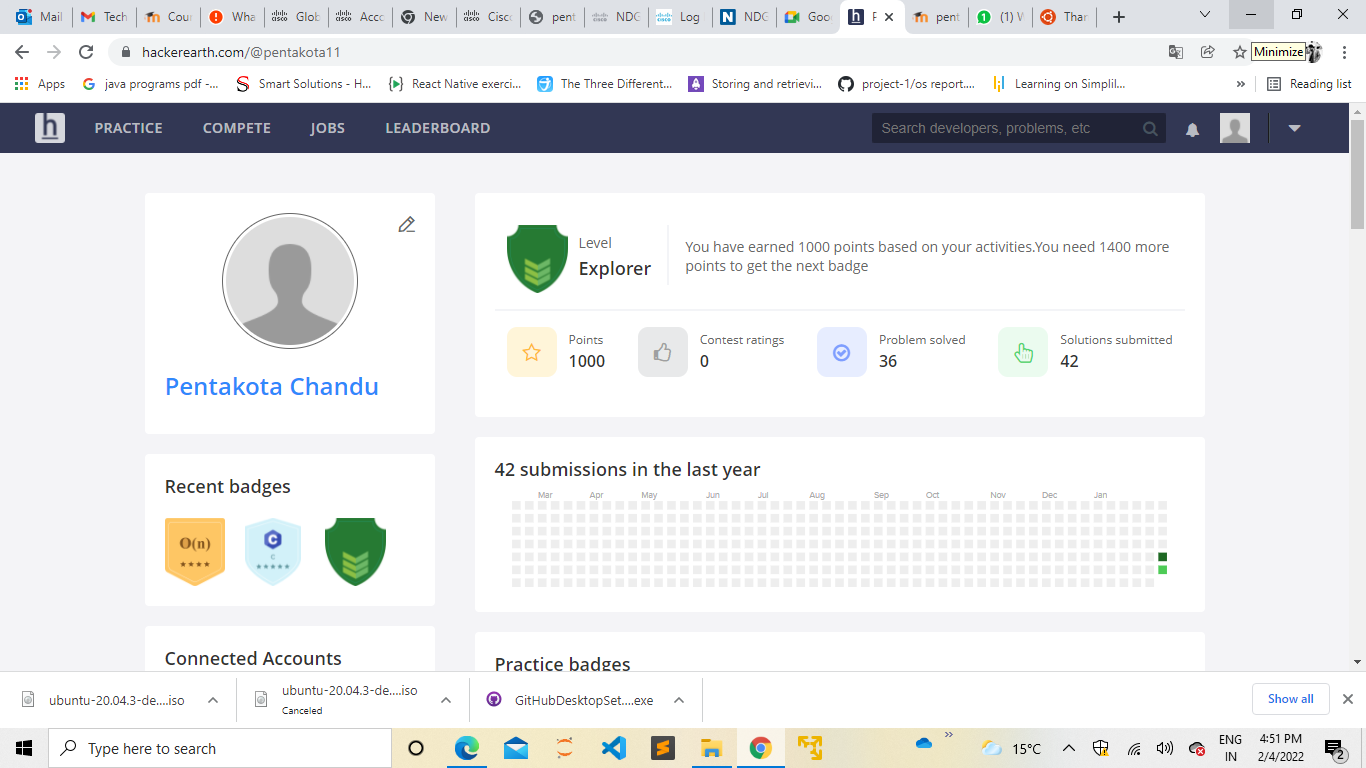 Mail
Tech
Cour
Wha
Glob
Acco
New
Cisco
pent
NDG
Log
NDG
Goo
pent
(1) W
Than
hackerearth.com/@pentakota11
Minimize
Apps
java programs pdf -...
Smart Solutions - H...
React Native exerci...
The Three Different...
Storing and retrievi...
project-1/os report....
Learning on Simplil...
»
Reading list
h
PRACTICE
COMPETE
JOBS
LEADERBOARD
Search developers, problems, etc
Pentakota Chandu
Level
Explorer
You have earned 1000 points based on your activities.You need 1400 more
points to get the next badge
Points
1000
Contest ratings
0
Problem solved
36
Solutions submitted
42
Recent badges
O(n)
C
C
42 submissions in the last year
Mar Apr May Jun Jul Aug Sep Oct Nov Dec Jan
Connected Accounts
Practice badges
ubuntu-20.04.3-de....iso
ubuntu-20.04.3-de....iso
Canceled
GitHubDesktopSet....exe
Show all
Type here to search
»
15°C
ENG
IN
4:51 PM
2/4/2022
2